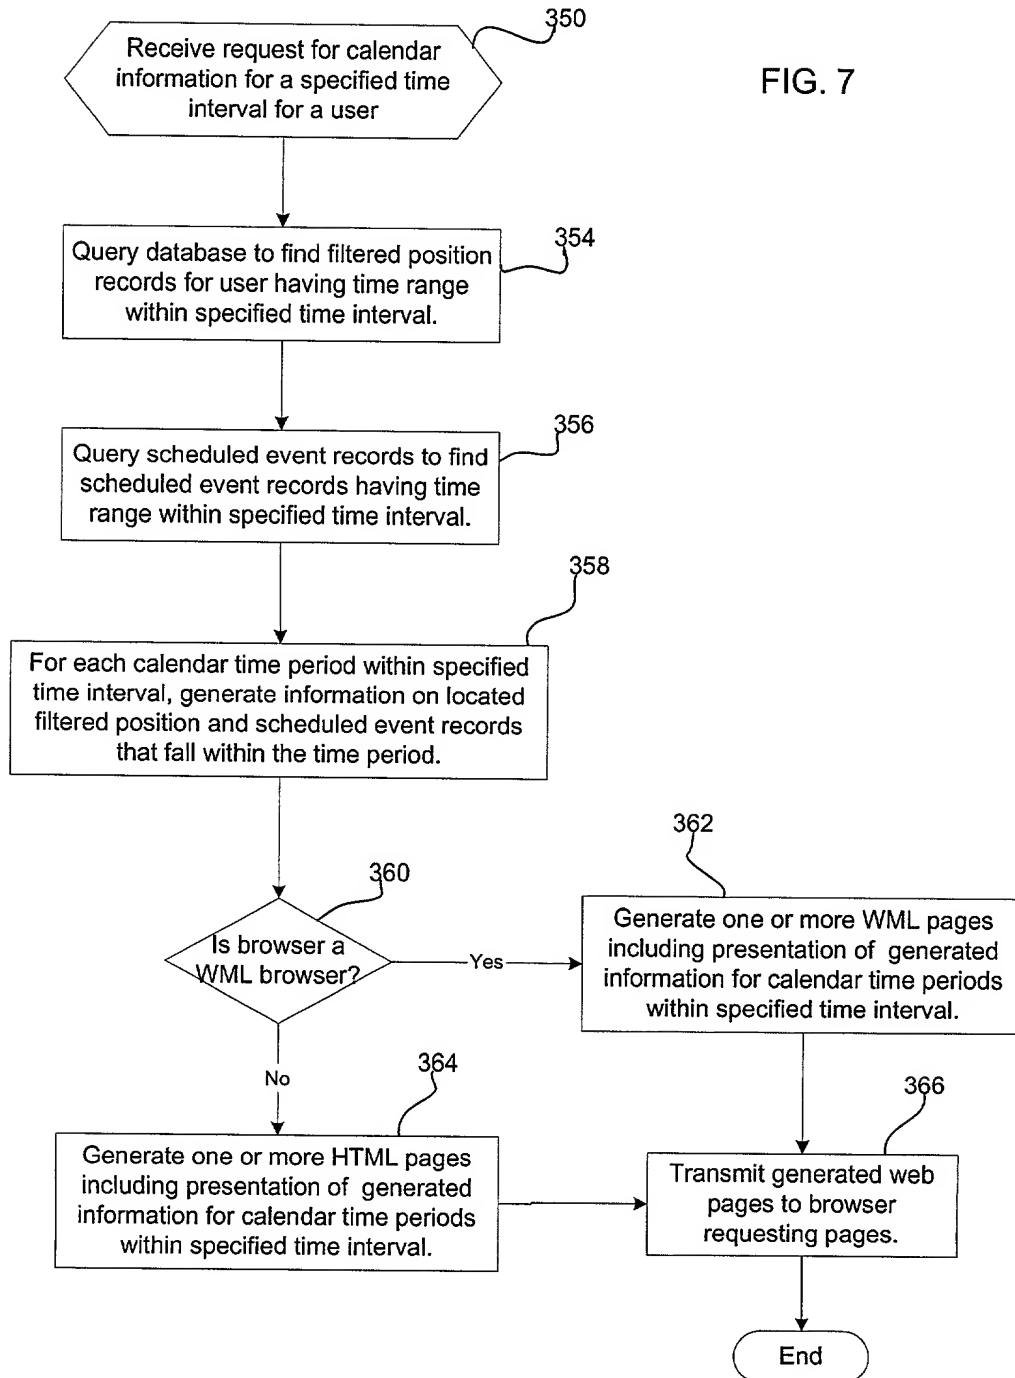 350
Receive request for calendar
information for a specified time
interval for a user
FIG. 7
354
Query database to find filtered position
records for user having time range
within specified time interval.
356
Query scheduled event records to find
scheduled event records having time
range within specified time interval.
358
For each calendar time period within specified
time interval, generate information on located
filtered position and scheduled event records
that fall within the time period.
360
Is browser a
WML browser?
Yes
362
Generate one or more WML pages
including presentation of generated
information for calendar time periods
within specified time interval.
No
364
Generate one or more HTML pages
including presentation of generated
information for calendar time periods
within specified time interval.
366
Transmit generated web
pages to browser
requesting pages.
End